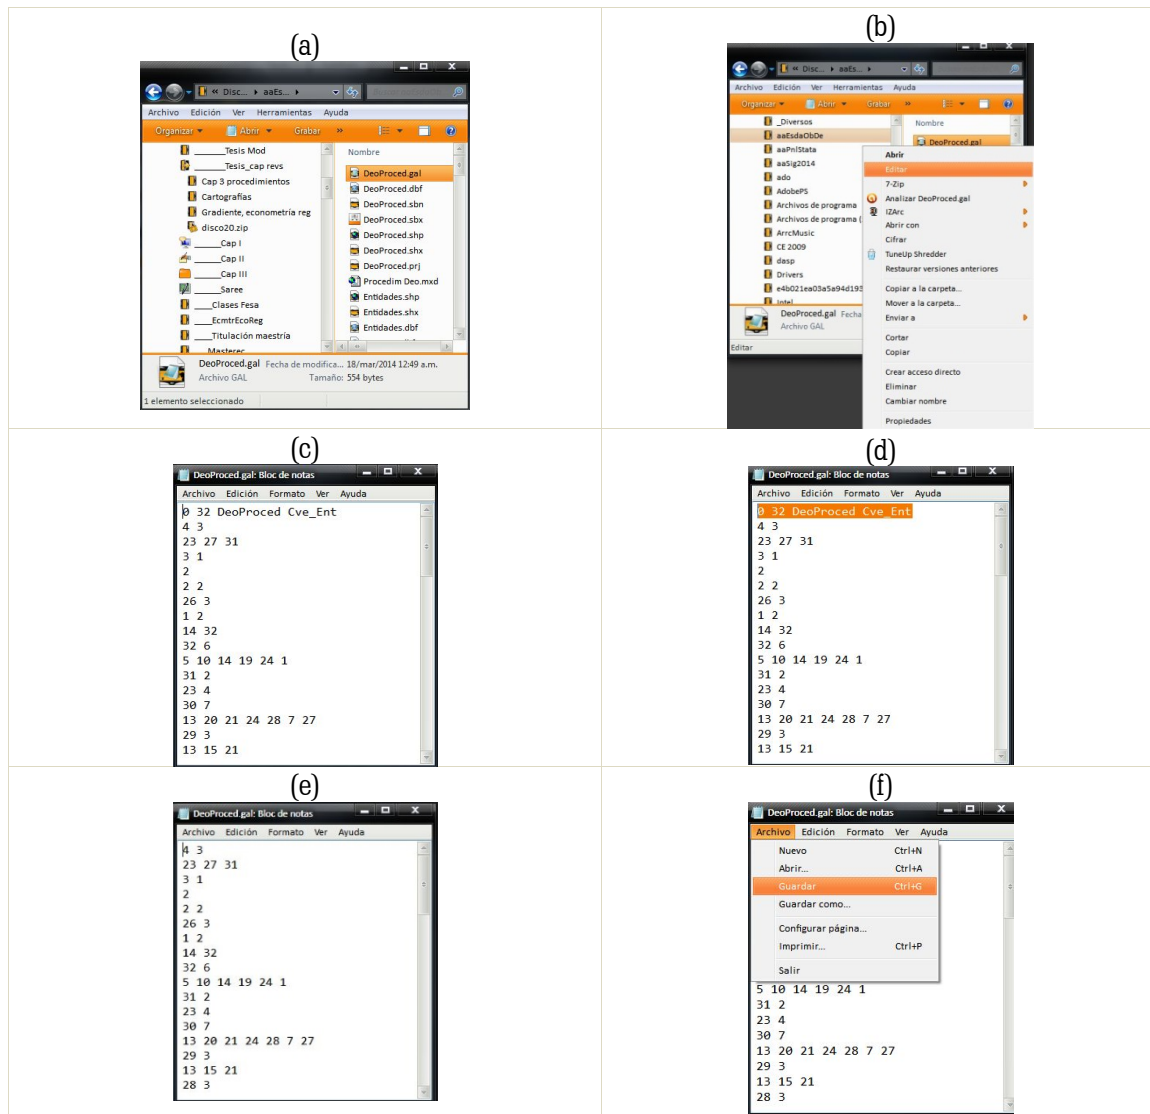 (a)
« Disc... ▸ aaEs... ▸
Archivo Edición Ver Herramientas Ayuda
Organizar Abrir Grabar »
_______Tesis Mod
_______Tesis_cap revs
Cap 3 procedimientos
Cartografías
Gradiente, econometría reg
disco20.zip
_____Cap I
_____Cap II
_____Cap III
_____Saree
___Clases Fesa
___EcmtrEcoReg
___Titulación maestría
Masterec
Nombre
DeoProced.gal
DeoProced.dbf
DeoProced.sbn
DeoProced.sbx
DeoProced.shp
DeoProced.shx
DeoProced.prj
Procedim Deo.mxd
Entidades.shp
Entidades.shx
Entidades.dbf
DeoProced.gal Fecha de modifica... 18/mar/2014 12:49 a.m.
Archivo GAL Tamaño: 554 bytes
1 elemento seleccionado
(b)
« Disc... ▸ aaEs... ▸
Archivo Edición Ver Herramientas Ayuda
Organizar Abrir Grabar »
_Diversos
aaEsdaObDe
aaPnlStata
aaSig2014
ado
AdobePS
Archivos de programa
Archivos de programa (
ArrcMusic
CE 2009
dasp
Drivers
e4b021ea03a5a94d193
Intel
Nombre
DeoProced.gal
Abrir
Editar
7-Zip
Analizar DeoProced.gal
IZArc
Abrir con
Cifrar
TuneUp Shredder
Restaurar versiones anteriores
Copiar a la carpeta...
Mover a la carpeta...
Enviar a
Cortar
Copiar
Crear acceso directo
Eliminar
Cambiar nombre
Propiedades
DeoProced.gal Fecha
Archivo GAL
Editar
(c)
DeoProced.gal: Bloc de notas
Archivo Edición Formato Ver Ayuda
0 32 DeoProced Cve_Ent
4 3
23 27 31
3 1
2
2 2
26 3
1 2
14 32
32 6
5 10 14 19 24 1
31 2
23 4
30 7
13 20 21 24 28 7 27
29 3
13 15 21
(d)
DeoProced.gal: Bloc de notas
Archivo Edición Formato Ver Ayuda
0 32 DeoProced Cve_Ent
4 3
23 27 31
3 1
2
2 2
26 3
1 2
14 32
32 6
5 10 14 19 24 1
31 2
23 4
30 7
13 20 21 24 28 7 27
29 3
13 15 21
(e)
DeoProced.gal: Bloc de notas
Archivo Edición Formato Ver Ayuda
4 3
23 27 31
3 1
2
2 2
26 3
1 2
14 32
32 6
5 10 14 19 24 1
31 2
23 4
30 7
13 20 21 24 28 7 27
29 3
13 15 21
28 3
(f)
DeoProced.gal: Bloc de notas
Archivo Edición Formato Ver Ayuda
Nuevo Ctrl+N
Abrir... Ctrl+A
Guardar Ctrl+G
Guardar como...
Configurar página...
Imprimir... Ctrl+P
Salir
5 10 14 19 24 1
31 2
23 4
30 7
13 20 21 24 28 7 27
29 3
13 15 21
28 3